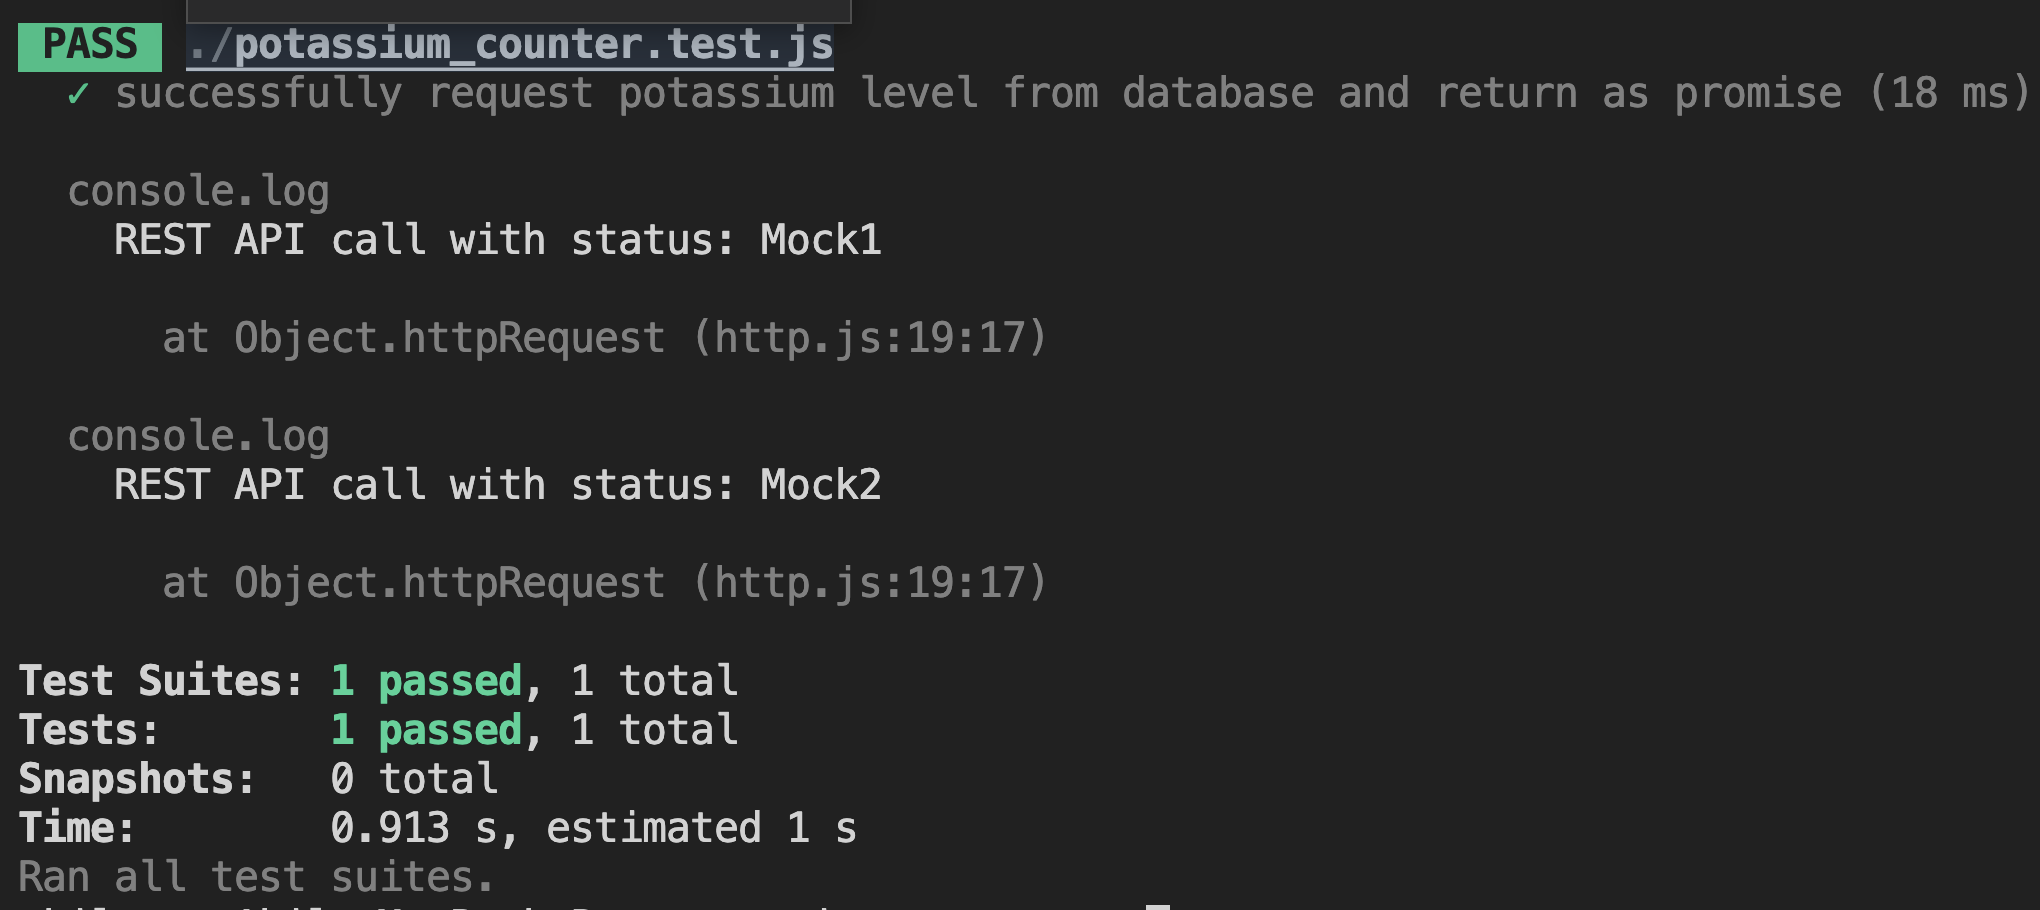 PASS ./potassium_counter.test.js
✓ successfully request potassium level from database and return as promise (18 ms)
console.log
REST API call with status: Mock1
at Object.httpRequest (http.js:19:17)
console.log
REST API call with status: Mock2
at Object.httpRequest (http.js:19:17)
Test Suites: 1 passed, 1 total
Tests: 1 passed, 1 total
Snapshots: 0 total
Time: 0.913 s, estimated 1 s
Ran all test suites.